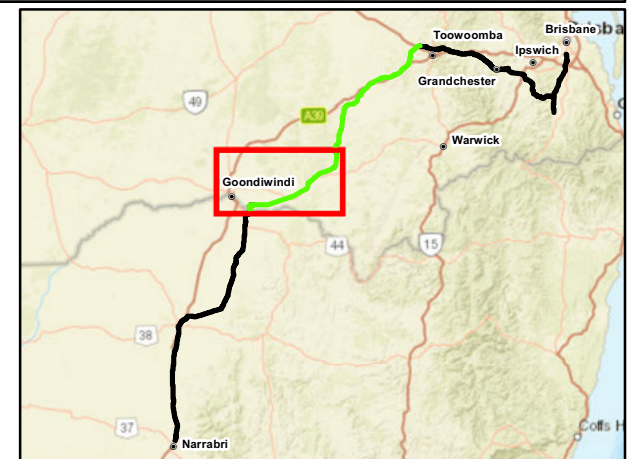 Brisbane
Toowoomba
Ipswich
Grandchester
49
A39
Warwick
Goondiwindi
44
15
38
37
Coffs H
Narrabri